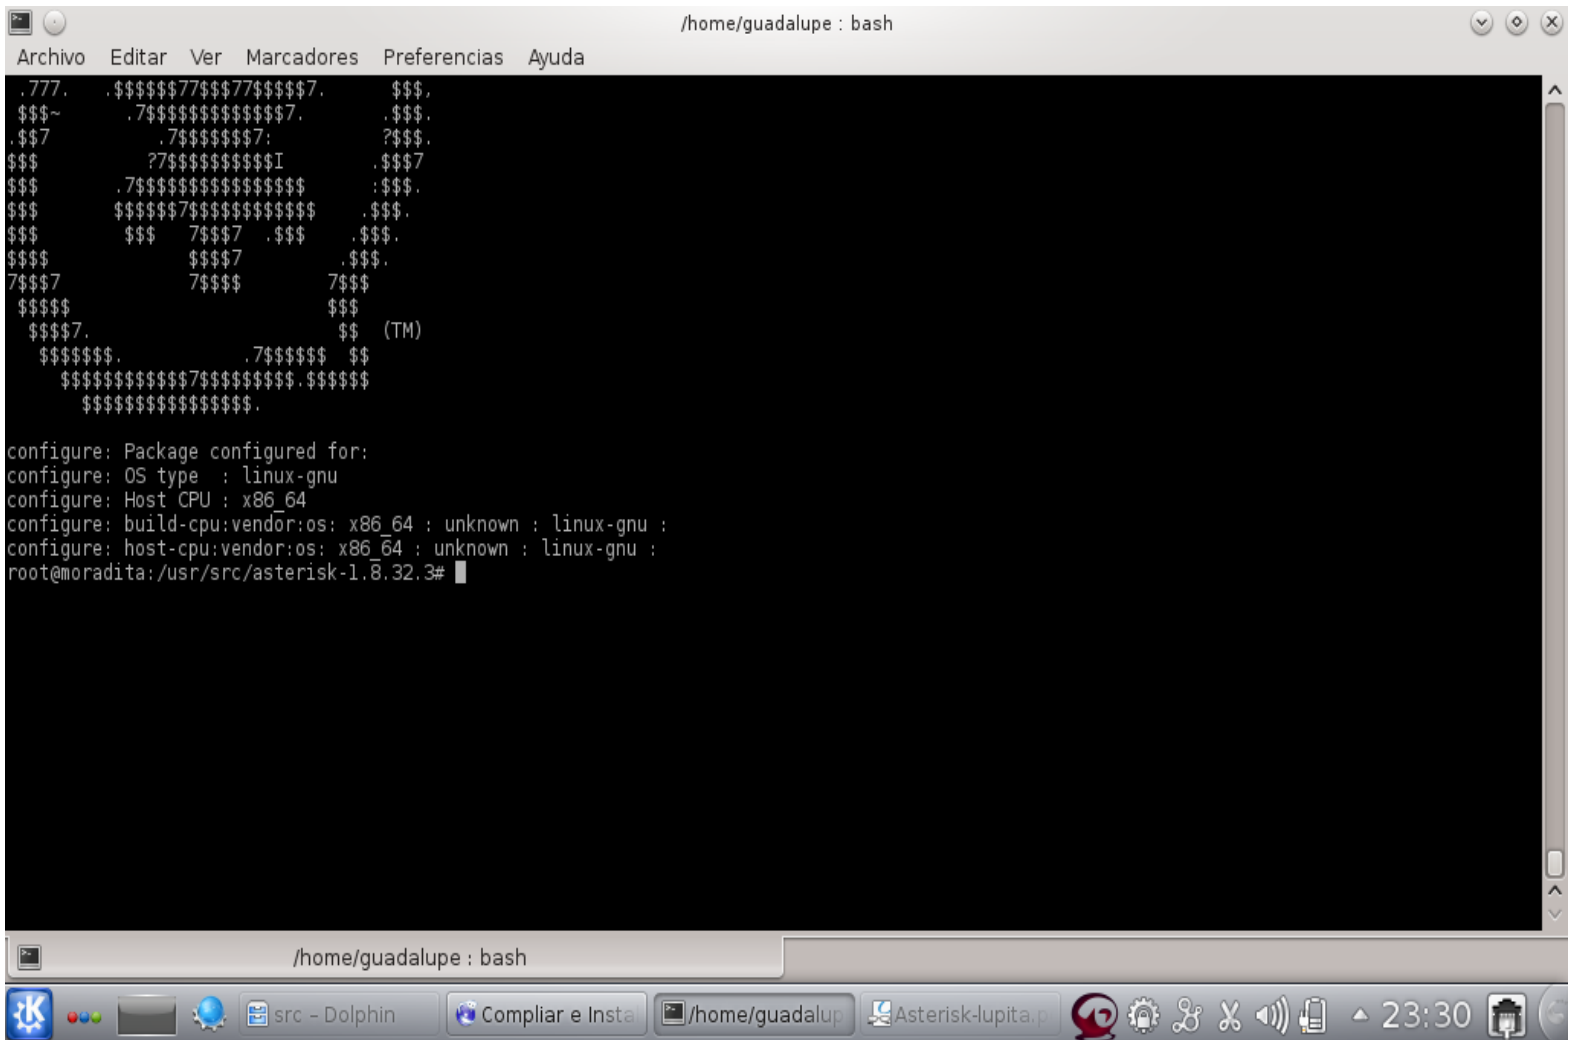 /home/guadalupe : bash
Archivo Editar Ver Marcadores Preferencias Ayuda
 .777.   .$$$$$$77$$$77$$$$$7.       $$$,
 $$$~      .7$$$$$$$$$$$$$7.       .$$$.
.$$7          .7$$$$$$$7:          ?$$$.
$$$          ?7$$$$$$$$$$I        .$$$7
$$$       .7$$$$$$$$$$$$$$$$      :$$$.
$$$       $$$$$$7$$$$$$$$$$$$    .$$$.
$$$        $$$   7$$$7  .$$$    .$$$.
$$$$             $$$$7         .$$$.
7$$$7            7$$$$        7$$$
 $$$$$                        $$$
  $$$$7.                       $$  (TM)
   $$$$$$$.           .7$$$$$$  $$
     $$$$$$$$$$$$7$$$$$$$$$.$$$$$$
       $$$$$$$$$$$$$$$$.
configure: Package configured for:
configure: OS type  : linux-gnu
configure: Host CPU : x86_64
configure: build-cpu:vendor:os: x86_64 : unknown : linux-gnu :
configure: host-cpu:vendor:os: x86_64 : unknown : linux-gnu :
root@moradita:/usr/src/asterisk-1.8.32.3#
/home/guadalupe : bash
src – Dolphin
Compliar e Insta
/home/guadalup
Asterisk-lupita.p
23:30